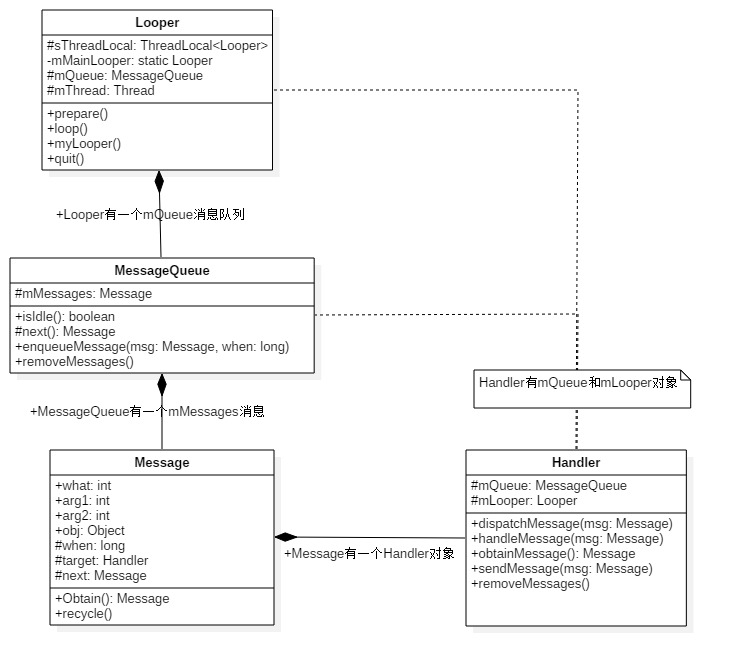 Looper
#sThreadLocal: ThreadLocal<Looper>
-mMainLooper: static Looper
#mQueue: MessageQueue
#mThread: Thread
+prepare()
+loop()
+myLooper()
+quit()
+Looper有一个mQueue消息队列
MessageQueue
#mMessages: Message
+isIdle(): boolean
#next(): Message
+enqueueMessage(msg: Message, when: long)
+removeMessages()
Handler有mQueue和mLooper对象
+MessageQueue有一个mMessages消息
Message
+what: int
+arg1: int
+arg2: int
+obj: Object
#when: long
#target: Handler
#next: Message
+Obtain(): Message
+recycle()
+Message有一个Handler对象
Handler
#mQueue: MessageQueue
#mLooper: Looper
+dispatchMessage(msg: Message)
+handleMessage(msg: Message)
+obtainMessage(): Message
+sendMessage(msg: Message)
+removeMessages()